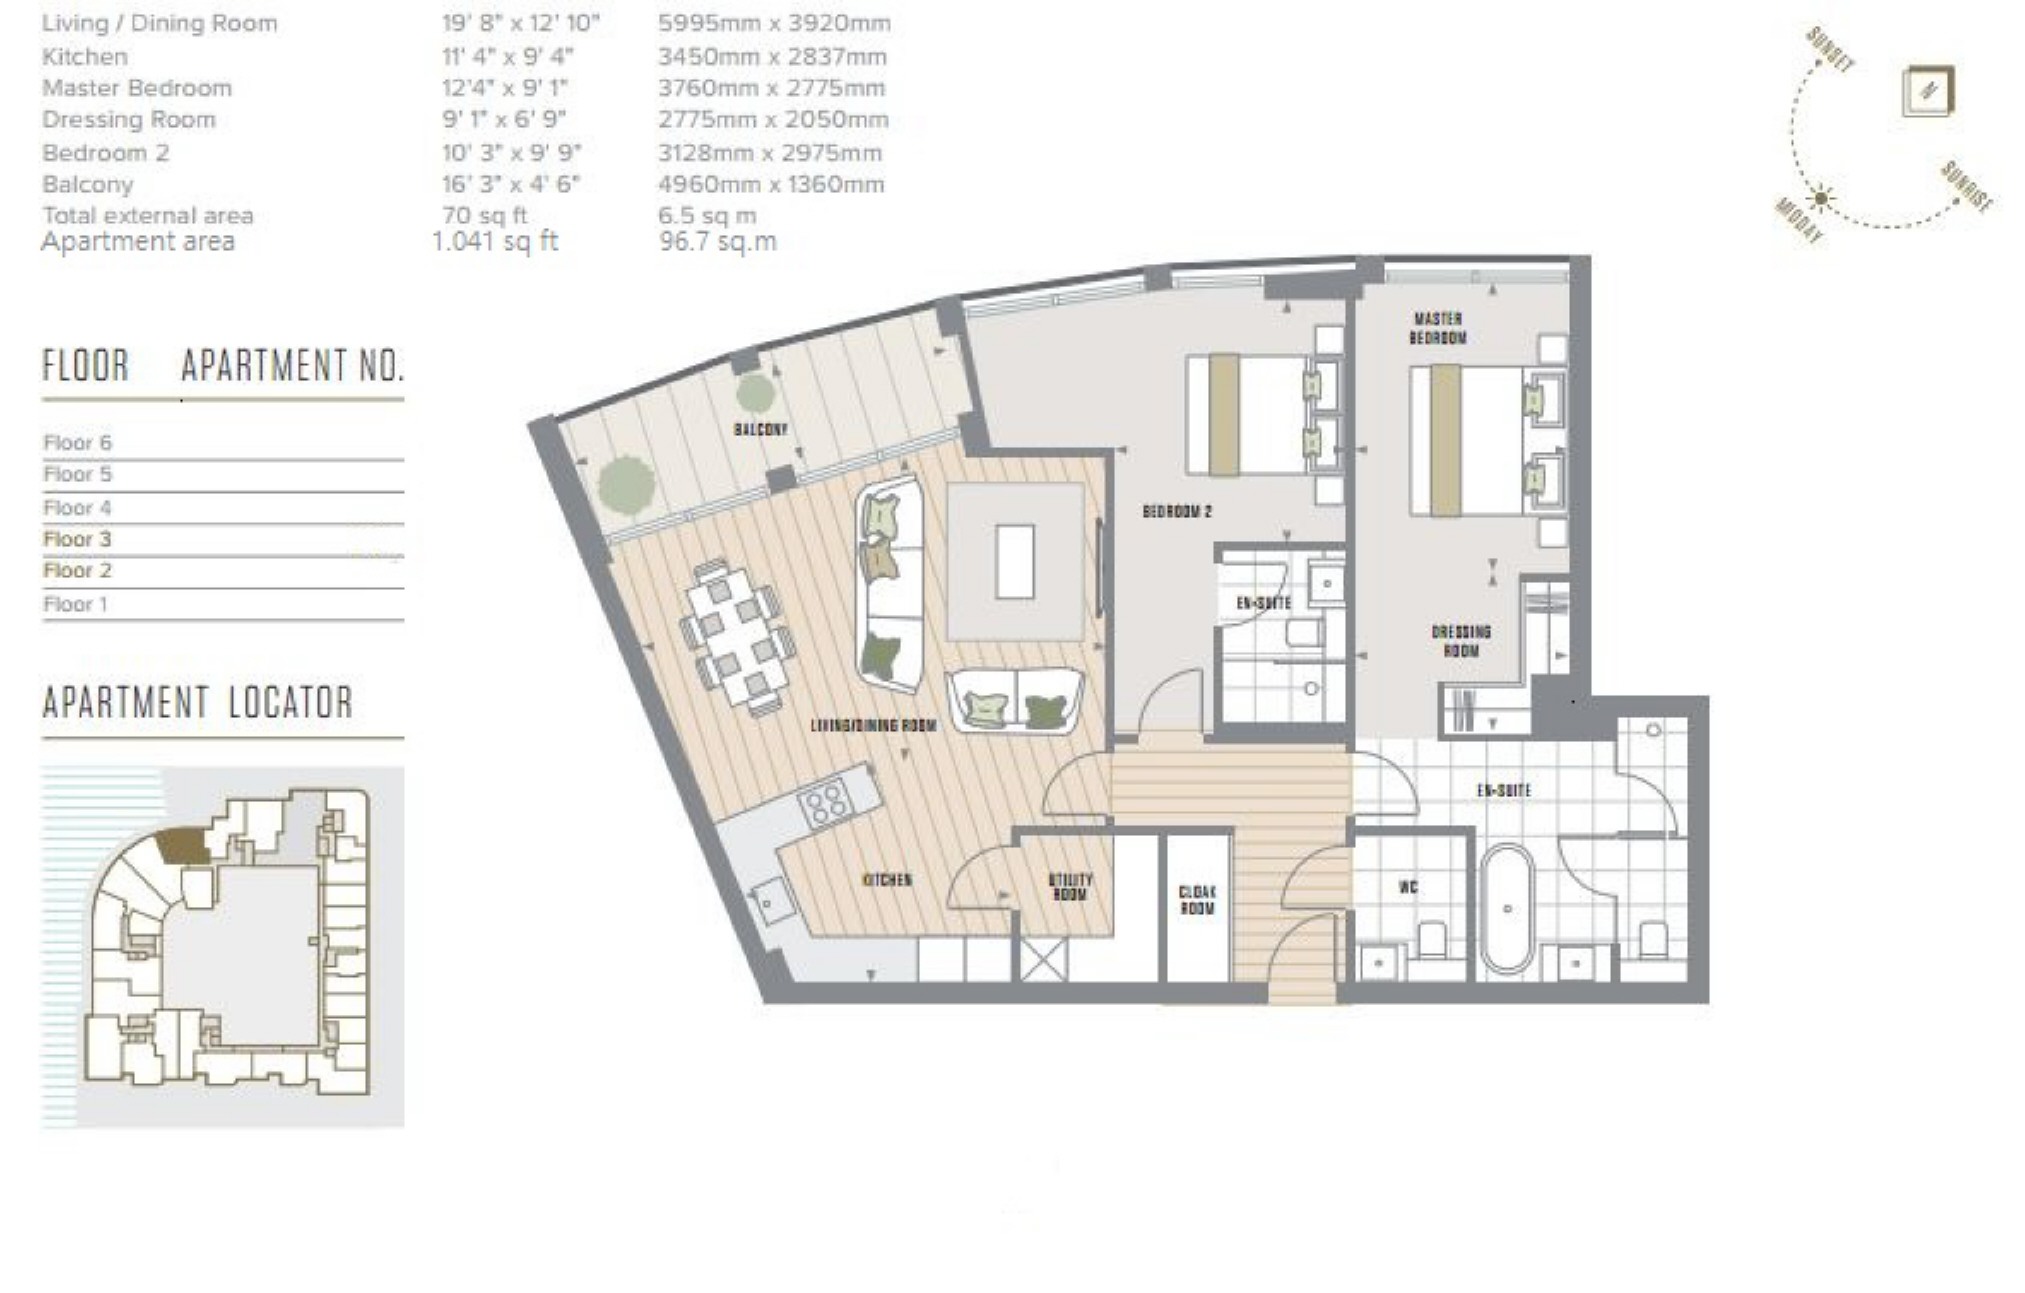 Living / Dining Room 19' 8" x 12' 10" 5995mm x 3920mm
Kitchen 11' 4" x 9' 4" 3450mm x 2837mm
Master Bedroom 12'4" x 9' 1" 3760mm x 2775mm
Dressing Room 9' 1" x 6' 9" 2775mm x 2050mm
Bedroom 2 10' 3" x 9' 9" 3128mm x 2975mm
Balcony 16' 3" x 4' 6" 4960mm x 1360mm
Total external area 70 sq ft 6.5 sq m
Apartment area 1.041 sq ft 96.7 sq.m
SUNSET
N
SUNRISE
MIDDAY
FLOOR APARTMENT NO.
Floor 6
Floor 5
Floor 4
Floor 3
Floor 2
Floor 1
APARTMENT LOCATOR
MASTER
BEDROOM
BALCONY
BEDROOM 2
EN-SUITE
DRESSING
ROOM
LIVING/DINING ROOM
EN-SUITE
KITCHEN
UTILITY
ROOM
CLOAK
ROOM
WC